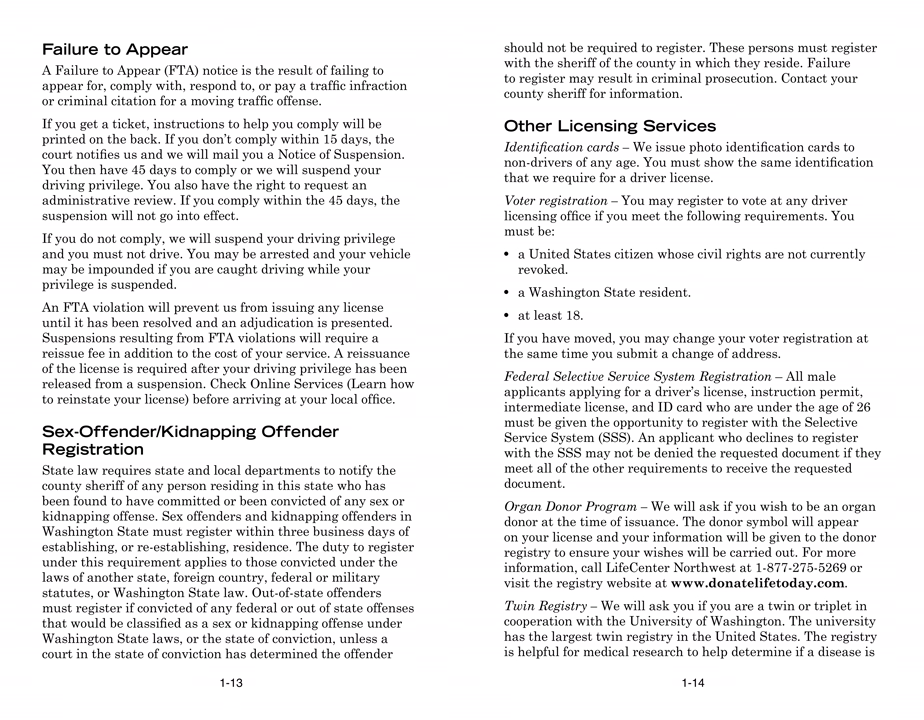 Failure to Appear
A Failure to Appear (FTA) notice is the result of failing to
appear for, comply with, respond to, or pay a traffic infraction
or criminal citation for a moving traffic offense.
If you get a ticket, instructions to help you comply will be
printed on the back. If you don't comply within 15 days, the
court notifies us and we will mail you a Notice of Suspension.
You then have 45 days to comply or we will suspend your
driving privilege. You also have the right to request an
administrative review. If you comply within the 45 days, the
suspension will not go into effect.
If you do not comply, we will suspend your driving privilege
and you must not drive. You may be arrested and your vehicle
may be impounded if you are caught driving while your
privilege is suspended.
An FTA violation will prevent us from issuing any license
until it has been resolved and an adjudication is presented.
Suspensions resulting from FTA violations will require a
reissue fee in addition to the cost of your service. A reissuance
of the license is required after your driving privilege has been
released from a suspension. Check Online Services (Learn how
to reinstate your license) before arriving at your local office.
Sex-Offender/Kidnapping Offender
Registration
State law requires state and local departments to notify the
county sheriff of any person residing in this state who has
been found to have committed or been convicted of any sex or
kidnapping offense. Sex offenders and kidnapping offenders in
Washington State must register within three business days of
establishing, or re-establishing, residence. The duty to register
under this requirement applies to those convicted under the
laws of another state, foreign country, federal or military
statutes, or Washington State law. Out-of-state offenders
must register if convicted of any federal or out of state offenses
that would be classified as a sex or kidnapping offense under
Washington State laws, or the state of conviction, unless a
court in the state of conviction has determined the offender
1-13
should not be required to register. These persons must register
with the sheriff of the county in which they reside. Failure
to register may result in criminal prosecution. Contact your
county sheriff for information.
Other Licensing Services
Identification cards – We issue photo identification cards to
non-drivers of any age. You must show the same identification
that we require for a driver license.
Voter registration – You may register to vote at any driver
licensing office if you meet the following requirements. You
must be:
• a United States citizen whose civil rights are not currently
revoked.
• a Washington State resident.
• at least 18.
If you have moved, you may change your voter registration at
the same time you submit a change of address.
Federal Selective Service System Registration – All male
applicants applying for a driver's license, instruction permit,
intermediate license, and ID card who are under the age of 26
must be given the opportunity to register with the Selective
Service System (SSS). An applicant who declines to register
with the SSS may not be denied the requested document if they
meet all of the other requirements to receive the requested
document.
Organ Donor Program – We will ask if you wish to be an organ
donor at the time of issuance. The donor symbol will appear
on your license and your information will be given to the donor
registry to ensure your wishes will be carried out. For more
information, call LifeCenter Northwest at 1-877-275-5269 or
visit the registry website at www.donatelifetoday.com.
Twin Registry – We will ask you if you are a twin or triplet in
cooperation with the University of Washington. The university
has the largest twin registry in the United States. The registry
is helpful for medical research to help determine if a disease is
1-14